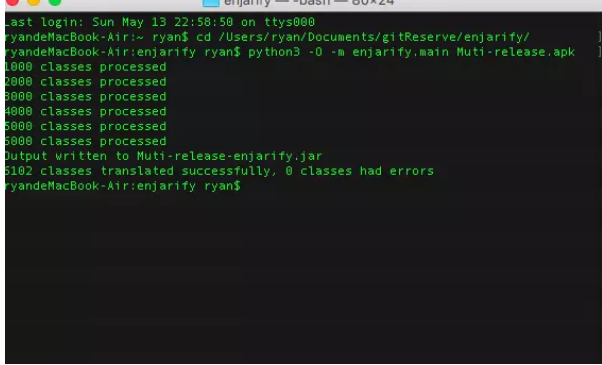 enjarify — -bash — 80×24
Last login: Sun May 13 22:58:50 on ttys000
ryandeMacBook-Air:~ ryan$ cd /Users/ryan/Documents/gitReserve/enjarify/
ryandeMacBook-Air:enjarify ryan$ python3 -O -m enjarify.main Muti-release.apk
1000 classes processed
2000 classes processed
3000 classes processed
4000 classes processed
5000 classes processed
6000 classes processed
Output written to Muti-release-enjarify.jar
6102 classes translated successfully, 0 classes had errors
ryandeMacBook-Air:enjarify ryan$